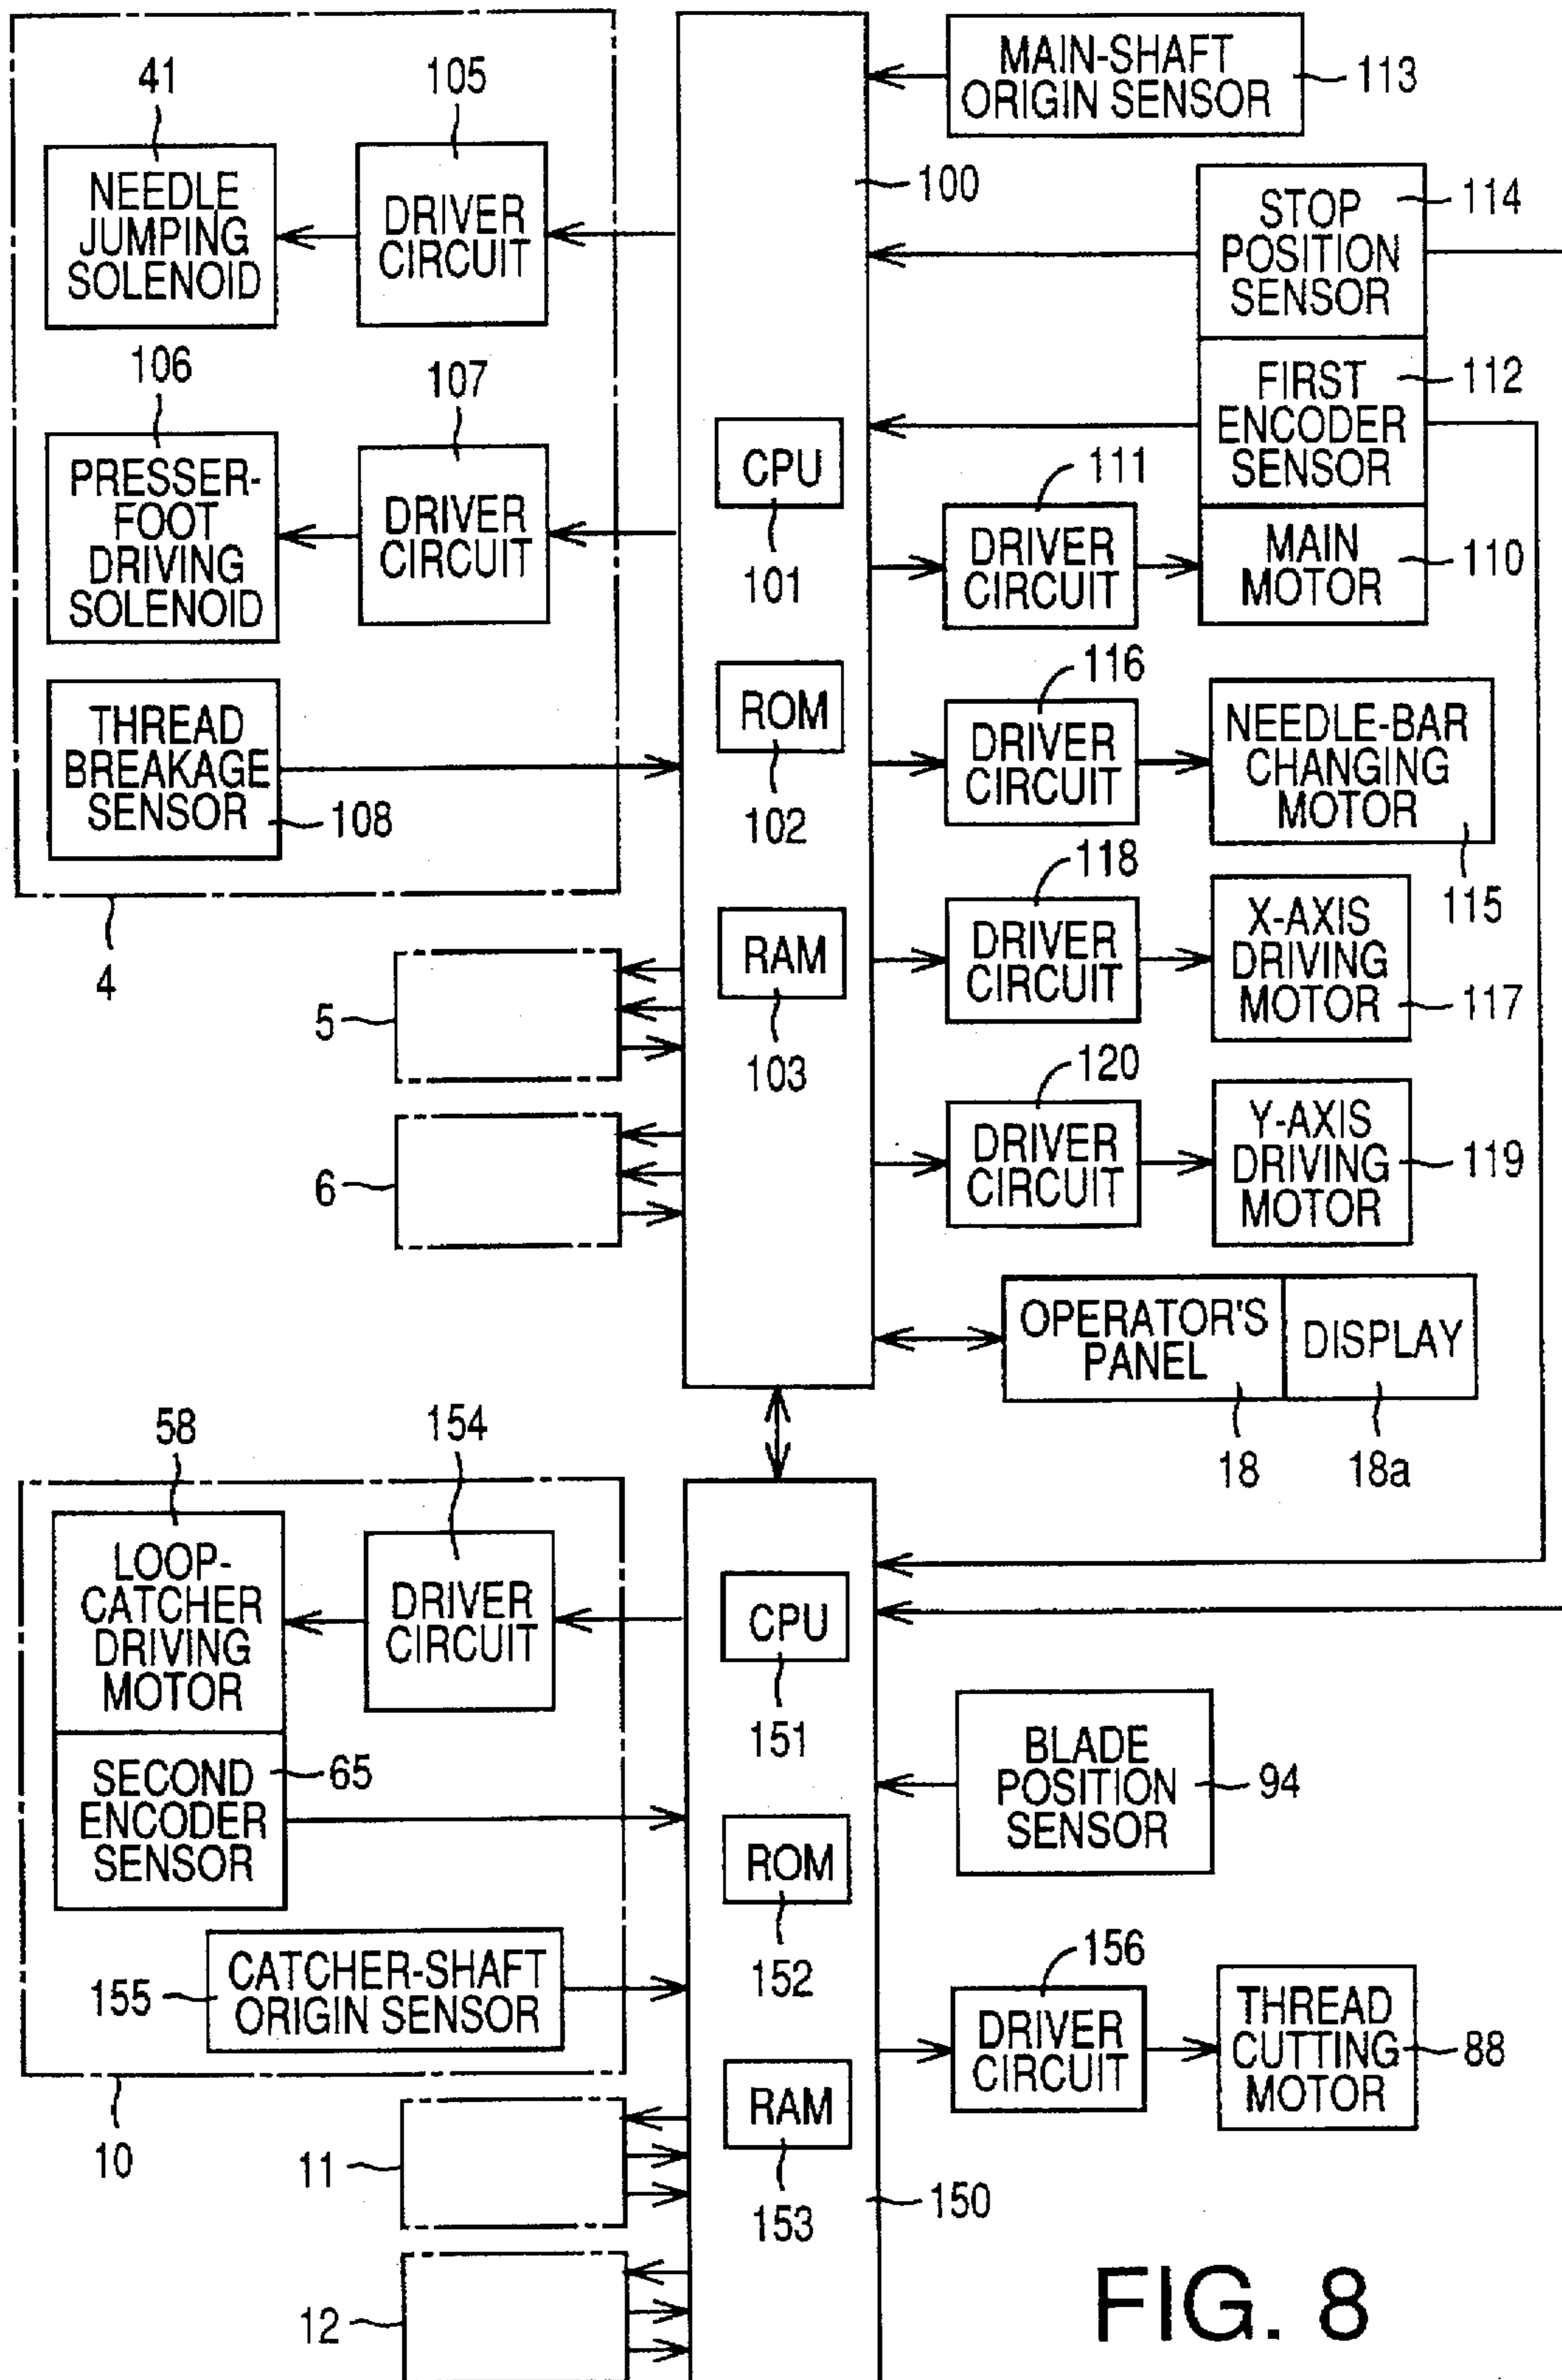 41
105
NEEDLE
JUMPING
SOLENOID
DRIVER
CIRCUIT
106
107
PRESSER-
FOOT
DRIVING
SOLENOID
DRIVER
CIRCUIT
THREAD
BREAKAGE
SENSOR
108
4
5
6
CPU
101
ROM
102
RAM
103
100
MAIN-SHAFT
ORIGIN SENSOR
113
STOP
POSITION
SENSOR
114
FIRST
ENCODER
SENSOR
112
111
DRIVER
CIRCUIT
MAIN
MOTOR
110
116
DRIVER
CIRCUIT
NEEDLE-BAR
CHANGING
MOTOR
115
118
DRIVER
CIRCUIT
X-AXIS
DRIVING
MOTOR
117
120
DRIVER
CIRCUIT
Y-AXIS
DRIVING
MOTOR
119
OPERATOR'S
PANEL
DISPLAY
18
18a
58
154
LOOP-
CATCHER
DRIVING
MOTOR
DRIVER
CIRCUIT
SECOND
ENCODER
SENSOR
65
155
CATCHER-SHAFT
ORIGIN SENSOR
10
11
12
CPU
151
ROM
152
RAM
153
150
BLADE
POSITION
SENSOR
94
156
DRIVER
CIRCUIT
THREAD
CUTTING
MOTOR
88
FIG. 8